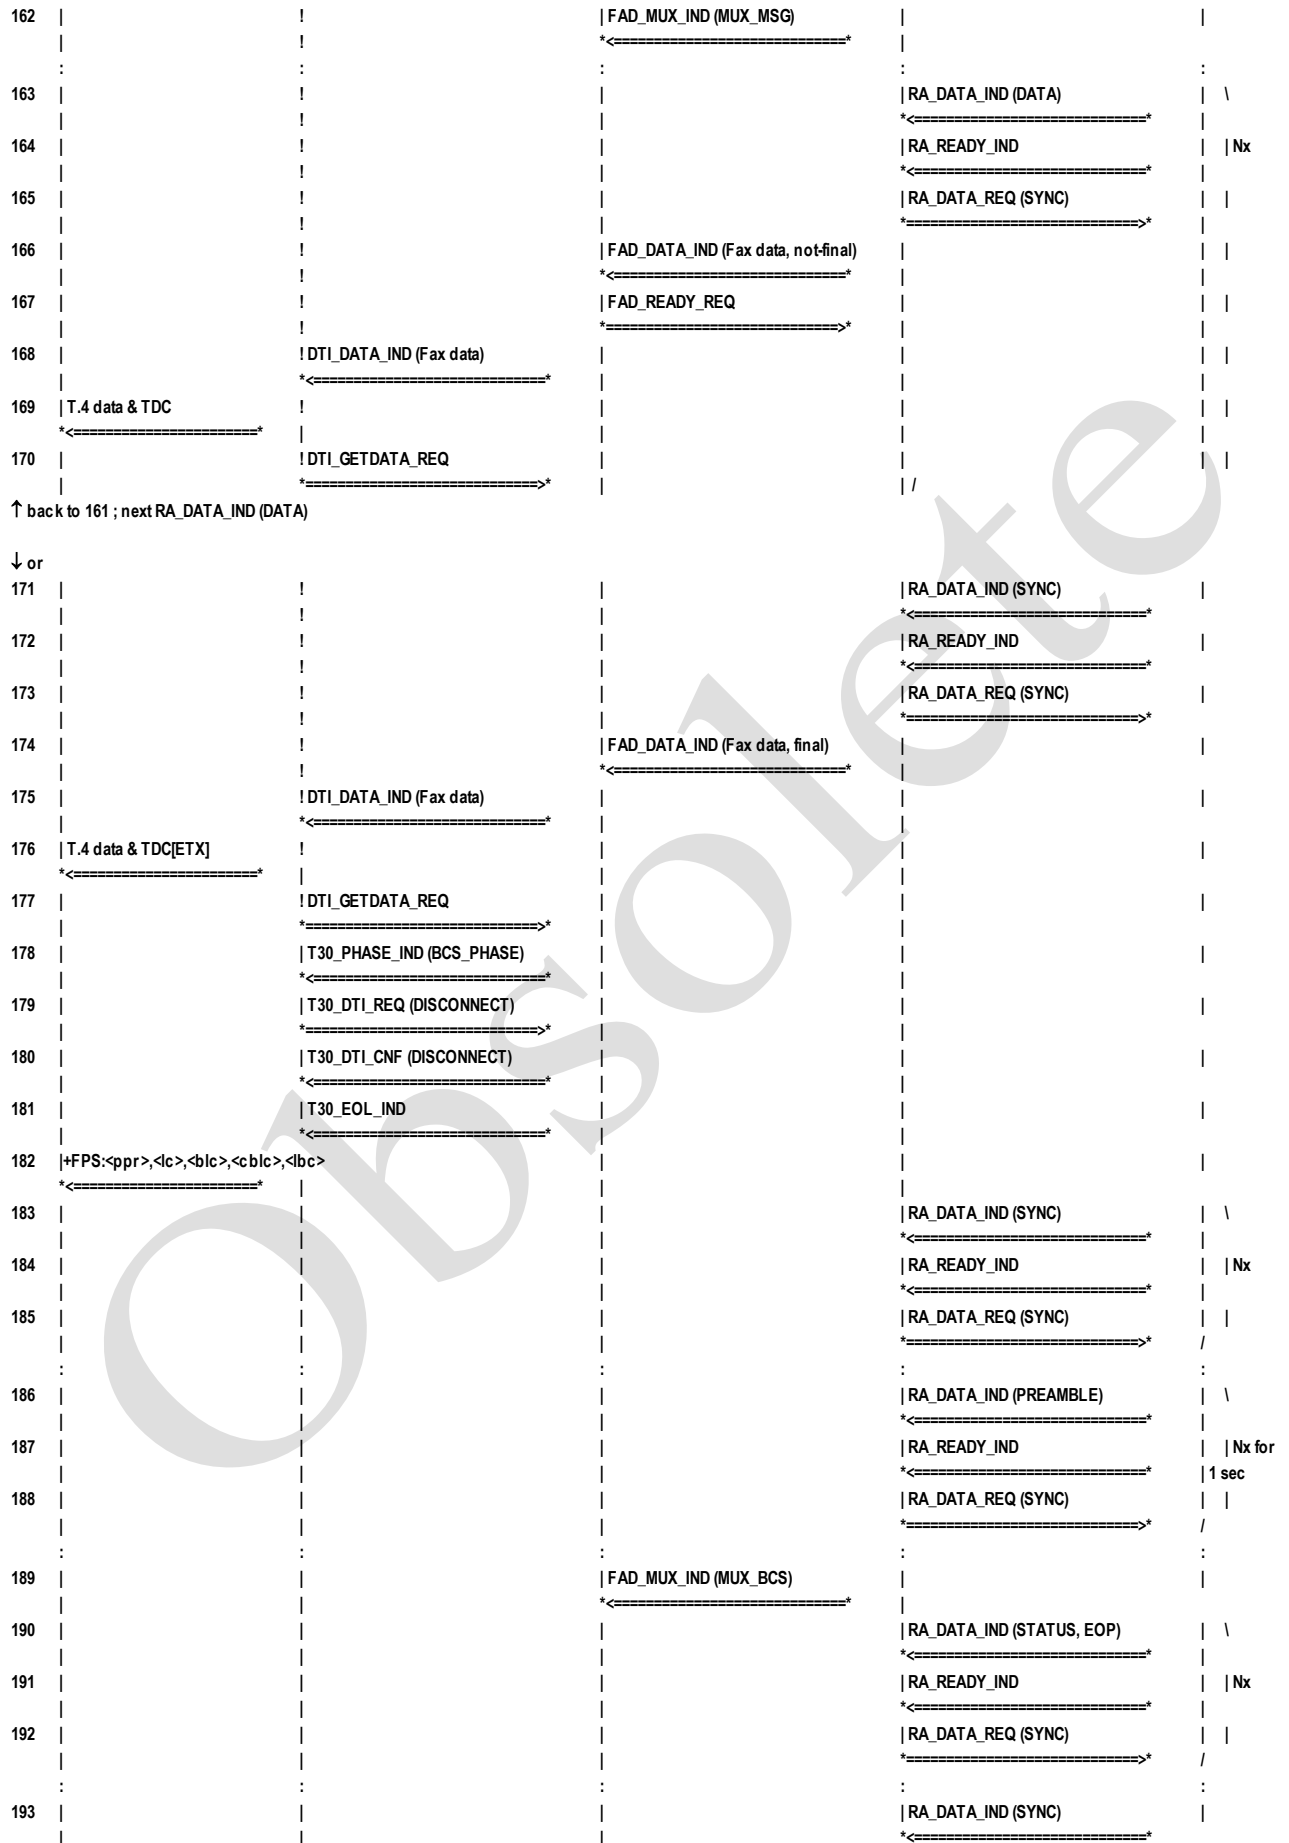 162 | ! | FAD_MUX_IND (MUX_MSG) | |
| ! *<=============================* |
: : : : :
163 | ! | | RA_DATA_IND (DATA) | \
| ! | *<=============================* |
164 | ! | | RA_READY_IND | | Nx
| ! | *<=============================* |
165 | ! | | RA_DATA_REQ (SYNC) | |
| ! | *=============================>* |
166 | ! | FAD_DATA_IND (Fax data, not-final) | | |
| ! *<=============================* | |
167 | ! | FAD_READY_REQ | | |
| ! *=============================>* | |
168 | ! DTI_DATA_IND (Fax data) | | | |
| *<=============================* | | |
169 | T.4 data & TDC ! | | | |
*<=======================* | | | |
170 | ! DTI_GETDATA_REQ | | | |
| *=============================>* | | /
↑ back to 161 ; next RA_DATA_IND (DATA)
↓ or
171 | ! | | RA_DATA_IND (SYNC) |
| ! | *<=============================*
172 | ! | | RA_READY_IND |
| ! | *<=============================*
173 | ! | | RA_DATA_REQ (SYNC) |
| ! | *=============================>*
174 | ! | FAD_DATA_IND (Fax data, final) | |
| ! *<=============================* |
175 | ! DTI_DATA_IND (Fax data) | | |
| *<=============================* | |
176 | T.4 data & TDC[ETX] ! | | |
*<=======================* | | |
177 | ! DTI_GETDATA_REQ | | |
| *=============================>* | |
178 | | T30_PHASE_IND (BCS_PHASE) | | |
| *<=============================* | |
179 | | T30_DTI_REQ (DISCONNECT) | | |
| *=============================>* | |
180 | | T30_DTI_CNF (DISCONNECT) | | |
| *<=============================* | |
181 | | T30_EOL_IND | | |
| *<=============================* | |
182 |+FPS:<ppr>,<lc>,<blc>,<cblc>,<lbc> | | |
*<=======================* | | |
183 | | | | RA_DATA_IND (SYNC) | \
| | | *<=============================* |
184 | | | | RA_READY_IND | | Nx
| | | *<=============================* |
185 | | | | RA_DATA_REQ (SYNC) | |
| | | *=============================>* /
: : : : :
186 | | | | RA_DATA_IND (PREAMBLE) | \
| | | *<=============================* |
187 | | | | RA_READY_IND | | Nx for
| | | *<=============================* | 1 sec
188 | | | | RA_DATA_REQ (SYNC) | |
| | | *=============================>* /
: : : : :
189 | | | FAD_MUX_IND (MUX_BCS) | |
| | *<=============================* |
190 | | | | RA_DATA_IND (STATUS, EOP) | \
| | | *<=============================* |
191 | | | | RA_READY_IND | | Nx
| | | *<=============================* |
192 | | | | RA_DATA_REQ (SYNC) | |
| | | *=============================>* /
: : : : :
193 | | | | RA_DATA_IND (SYNC) |
| | | *<=============================*
Obsolete